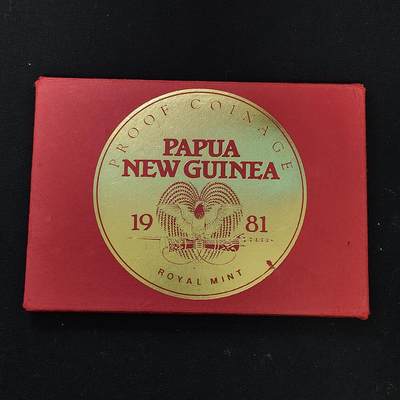 PROOF COINAGE
PAPUA
NEW GUINEA
19 81
ROYAL MINT